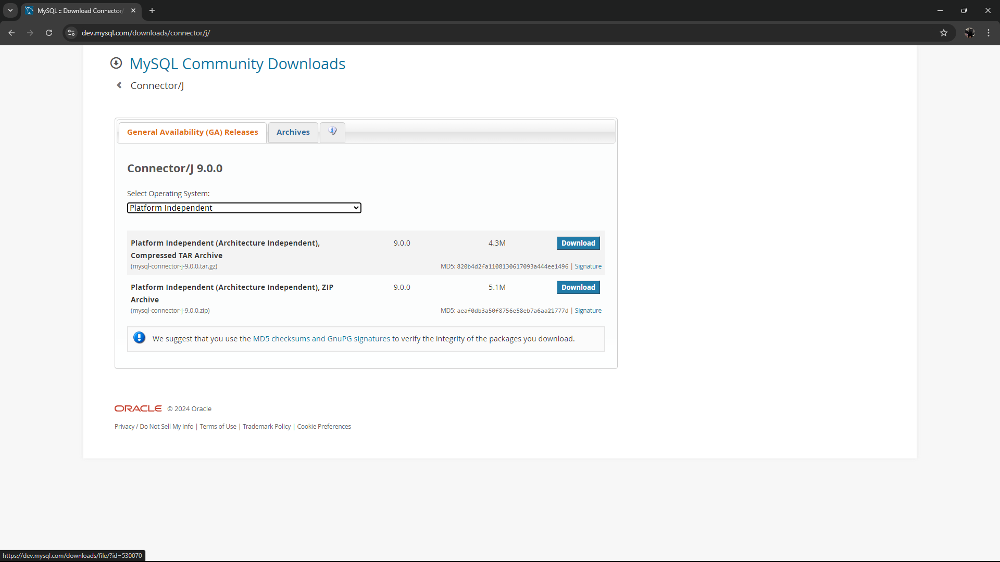 MySQL :: Download Connector/
dev.mysql.com/downloads/connector/j/
MySQL Community Downloads
Connector/J
General Availability (GA) Releases
Archives
Connector/J 9.0.0
Select Operating System:
Platform Independent
Platform Independent (Architecture Independent), 9.0.0 4.3M Download
Compressed TAR Archive
(mysql-connector-j-9.0.0.tar.gz) MD5: 820b4d2fa1108130617093a444ee1496 | Signature
Platform Independent (Architecture Independent), ZIP 9.0.0 5.1M Download
Archive
(mysql-connector-j-9.0.0.zip) MD5: aeaf0db3a50f8756e58eb7a6aa21777d | Signature
We suggest that you use the MD5 checksums and GnuPG signatures to verify the integrity of the packages you download.
ORACLE © 2024 Oracle
Privacy / Do Not Sell My Info | Terms of Use | Trademark Policy | Cookie Preferences
https://dev.mysql.com/downloads/file/?id=530070